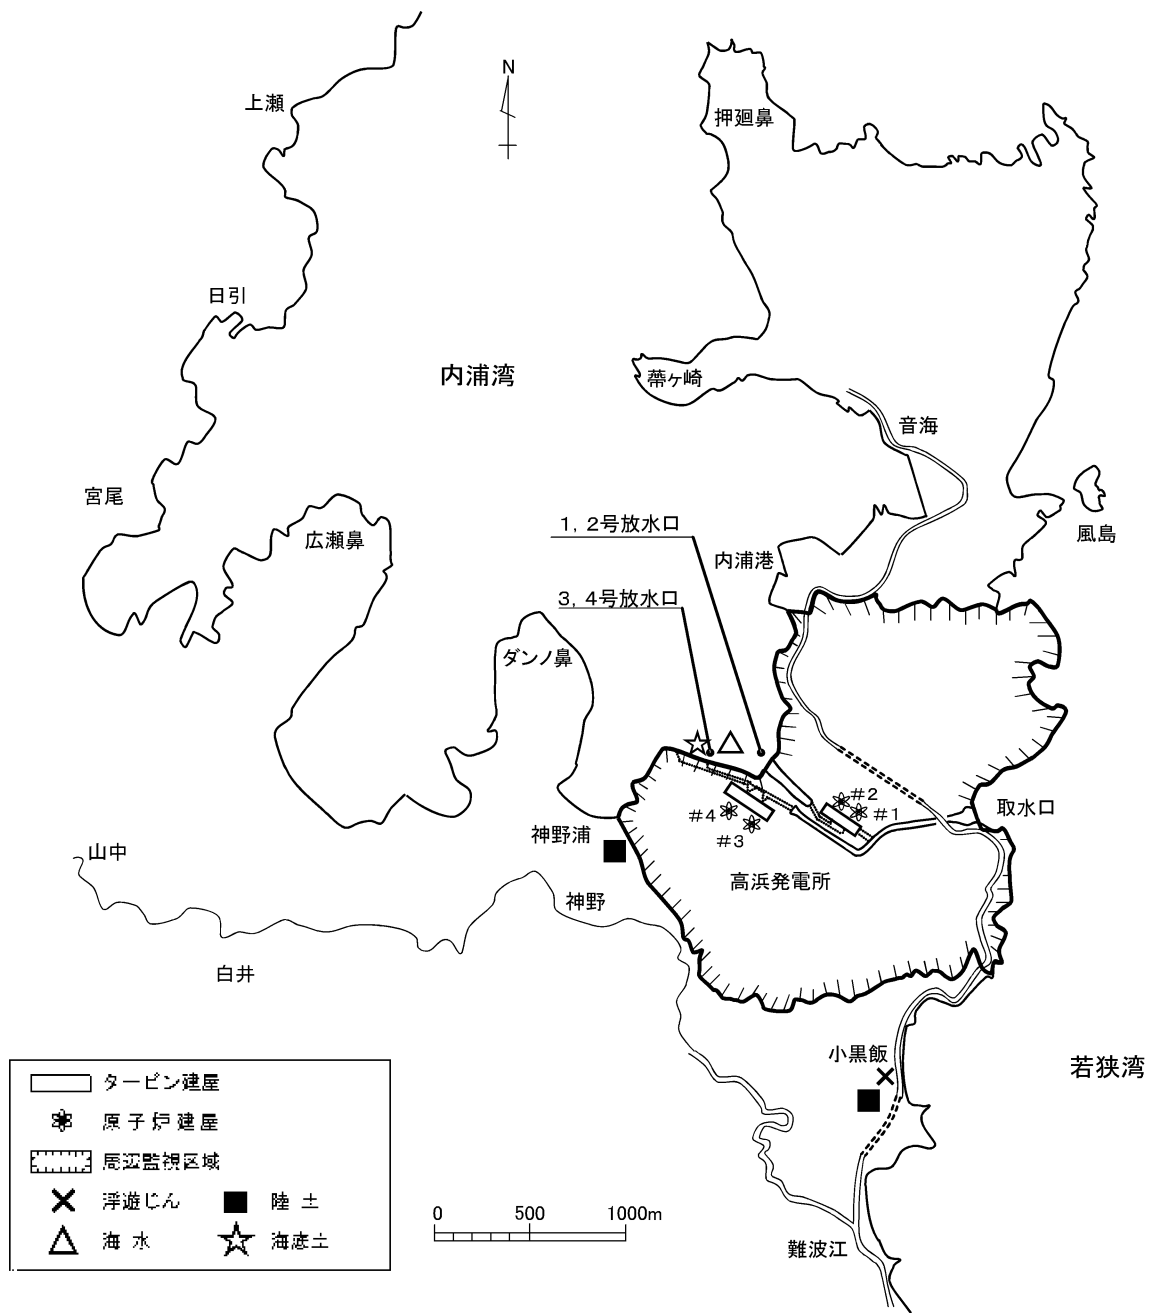 N
上瀬
押廻鼻
日引
内浦湾
蔕ヶ崎
音海
宮尾
広瀬鼻
1，2号放水口
風島
内浦港
3，4号放水口
ダンノ鼻
#2
#1
取水口
#4
#3
神野浦
山中
高浜発電所
神野
白井
小黒飯
若狭湾
タービン建屋
原子炉建屋
周辺監視区域
浮遊じん
陸土
海水
海底土
0 500 1000m
難波江